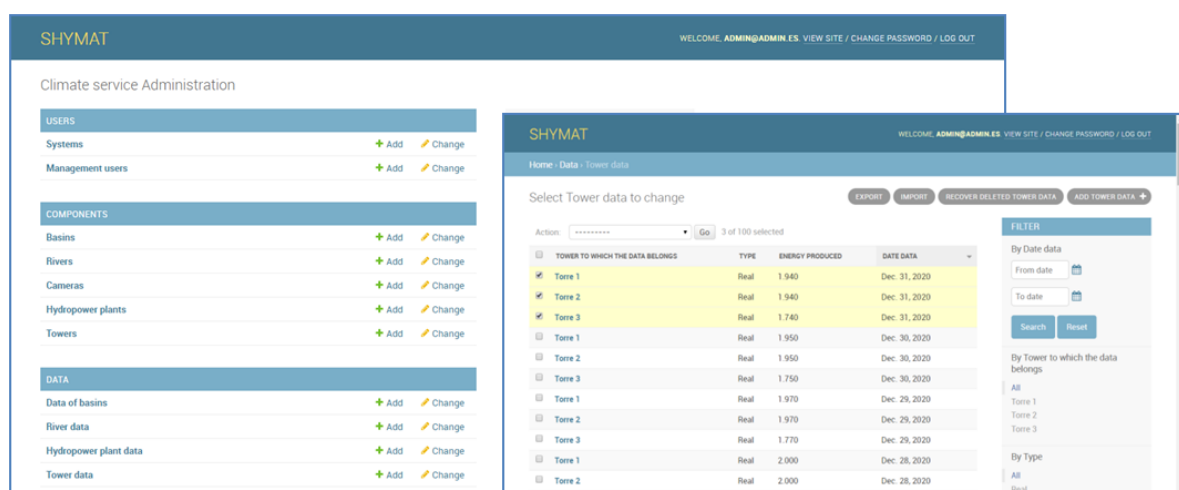 SHYMAT
WELCOME, ADMIN@ADMIN.ES. VIEW SITE / CHANGE PASSWORD / LOG OUT
Climate service Administration
USERS
Systems + Add Change
Management users + Add Change
COMPONENTS
Basins + Add Change
Rivers + Add Change
Cameras + Add Change
Hydropower plants + Add Change
Towers + Add Change
DATA
Data of basins + Add Change
River data + Add Change
Hydropower plant data + Add Change
Tower data + Add Change
SHYMAT
WELCOME, ADMIN@ADMIN.ES. VIEW SITE / CHANGE PASSWORD / LOG OUT
Home › Data › Tower data
Select Tower data to change
EXPORT IMPORT RECOVER DELETED TOWER DATA ADD TOWER DATA +
Action: --------- Go 3 of 100 selected
TOWER TO WHICH THE DATA BELONGS TYPE ENERGY PRODUCED DATE DATA
Torre 1 Real 1.940 Dec. 31, 2020
Torre 2 Real 1.940 Dec. 31, 2020
Torre 3 Real 1.740 Dec. 31, 2020
Torre 1 Real 1.950 Dec. 30, 2020
Torre 2 Real 1.950 Dec. 30, 2020
Torre 3 Real 1.750 Dec. 30, 2020
Torre 1 Real 1.970 Dec. 29, 2020
Torre 2 Real 1.970 Dec. 29, 2020
Torre 3 Real 1.770 Dec. 29, 2020
Torre 1 Real 2.000 Dec. 28, 2020
Torre 2 Real 2.000 Dec. 28, 2020
FILTER
By Date data
From date
To date
Search Reset
By Tower to which the data
belongs
All
Torre 1
Torre 2
Torre 3
By Type
All
Real